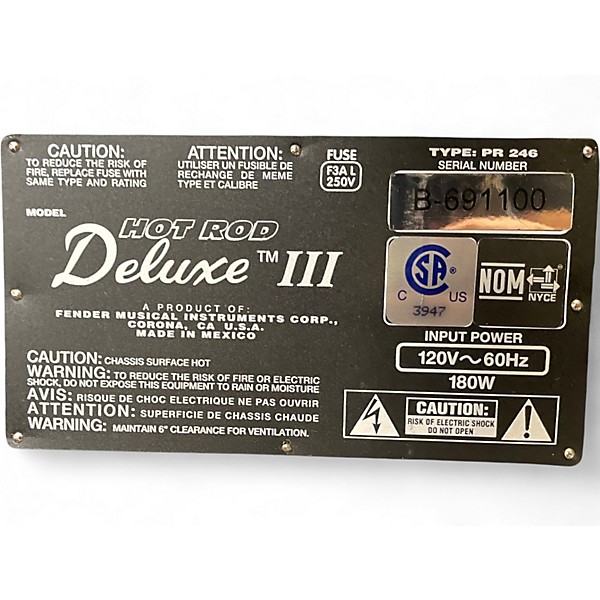 CAUTION:
TO REDUCE THE RISK OF
FIRE, REPLACE FUSE WITH
SAME TYPE AND RATING
ATTENTION:
UTILISER UN FUSIBLE DE
RECHANGE DE MEME
TYPE ET CALIBRE
FUSE
F3A L
250V
TYPE: PR 246
SERIAL NUMBER
B-691100
MODEL
HOT ROD
Deluxe™ III
A PRODUCT OF:
FENDER MUSICAL INSTRUMENTS CORP.,
CORONA, CA U.S.A.
MADE IN MEXICO
CSA
C US
3947
NOM
NYCE
INPUT POWER
120V～60Hz
180W
CAUTION: CHASSIS SURFACE HOT
WARNING: TO REDUCE THE RISK OF FIRE OR ELECTRIC
SHOCK, DO NOT EXPOSE THIS EQUIPMENT TO RAIN OR MOISTURE
AVIS: RISQUE DE CHOC ELECTRIQUE NE PAS OUVRIR
ATTENTION: SUPERFICIE DE CHASSIS CHAUDE
WARNING: MAINTAIN 6" CLEARANCE FOR VENTILATION.
CAUTION:
RISK OF ELECTRIC SHOCK
DO NOT OPEN
!